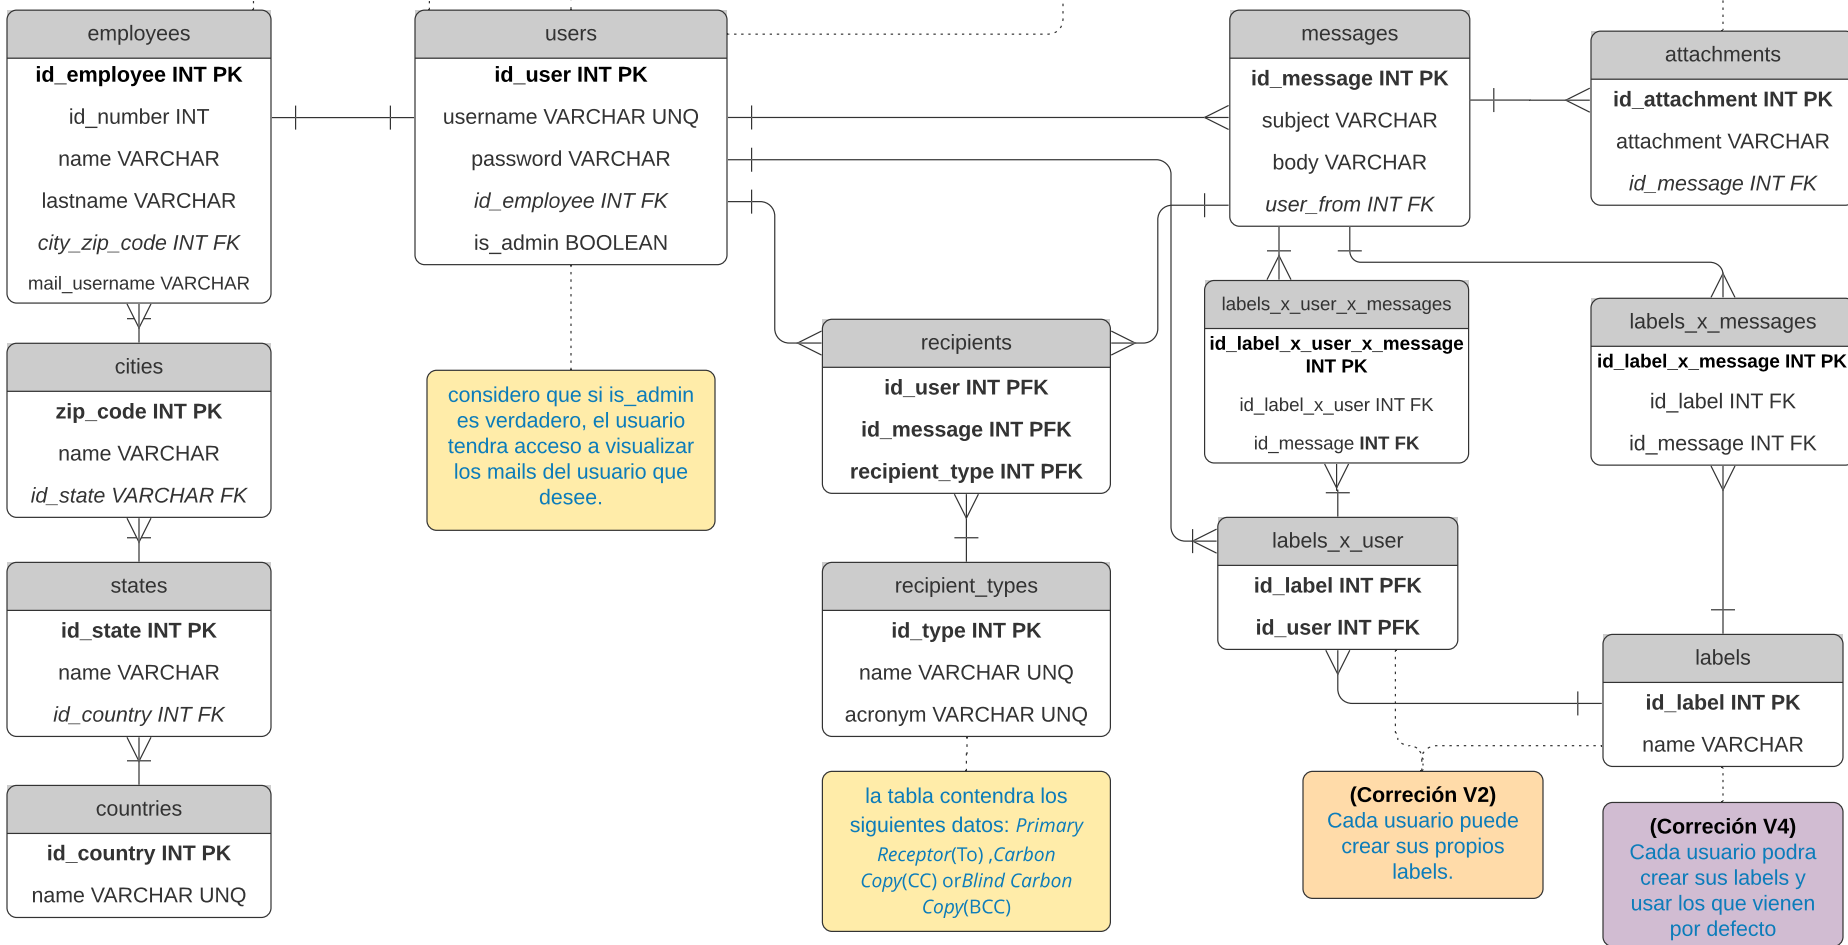 employees
id_employee INT PK
id_number INT
name VARCHAR
lastname VARCHAR
city_zip_code INT FK
mail_username VARCHAR
cities
zip_code INT PK
name VARCHAR
id_state VARCHAR FK
states
id_state INT PK
name VARCHAR
id_country INT FK
countries
id_country INT PK
name VARCHAR UNQ
users
id_user INT PK
username VARCHAR UNQ
password VARCHAR
id_employee INT FK
is_admin BOOLEAN
considero que si is_admin
es verdadero, el usuario
tendra acceso a visualizar
los mails del usuario que
desee.
recipients
id_user INT PFK
id_message INT PFK
recipient_type INT PFK
recipient_types
id_type INT PK
name VARCHAR UNQ
acronym VARCHAR UNQ
la tabla contendra los
siguientes datos: Primary
Receptor(To) ,Carbon
Copy(CC) orBlind Carbon
Copy(BCC)
messages
id_message INT PK
subject VARCHAR
body VARCHAR
user_from INT FK
labels_x_user_x_messages
id_label_x_user_x_message
INT PK
id_label_x_user INT FK
id_message INT FK
labels_x_user
id_label INT PFK
id_user INT PFK
(Correción V2)
Cada usuario puede
crear sus propios
labels.
attachments
id_attachment INT PK
attachment VARCHAR
id_message INT FK
labels_x_messages
id_label_x_message INT PK
id_label INT FK
id_message INT FK
labels
id_label INT PK
name VARCHAR
(Correción V4)
Cada usuario podra
crear sus labels y
usar los que vienen
por defecto